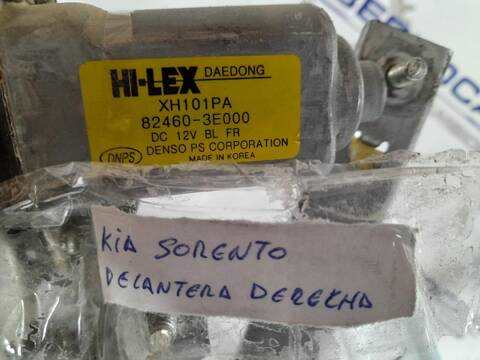 HI-LEX DAEDONG
XH101PA
82460-3E000
DC 12V BL FR
DNPS DENSO PS CORPORATION
MADE IN KOREA
KIA SORENTO
DELANTERA DERECHA